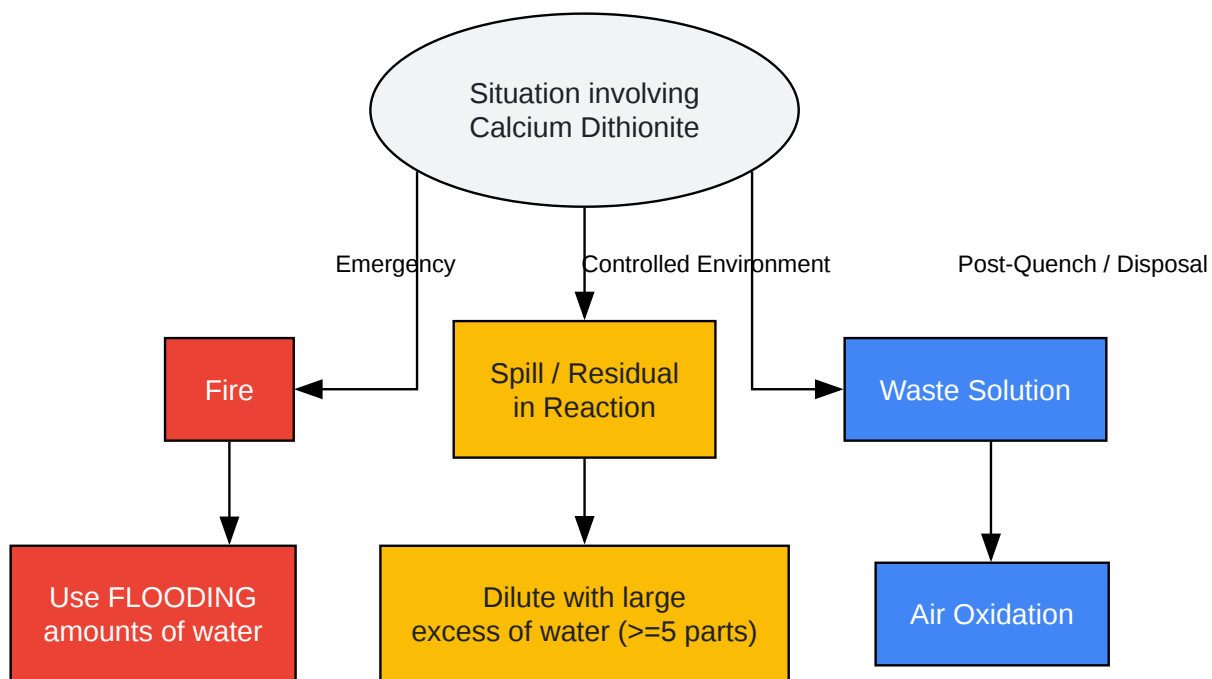 Situation involving
Calcium Dithionite
Emergency
Controlled Environment
Post-Quench / Disposal
Fire
Spill / Residual
in Reaction
Waste Solution
Use FLOODING
amounts of water
Dilute with large
excess of water (>=5 parts)
Air Oxidation